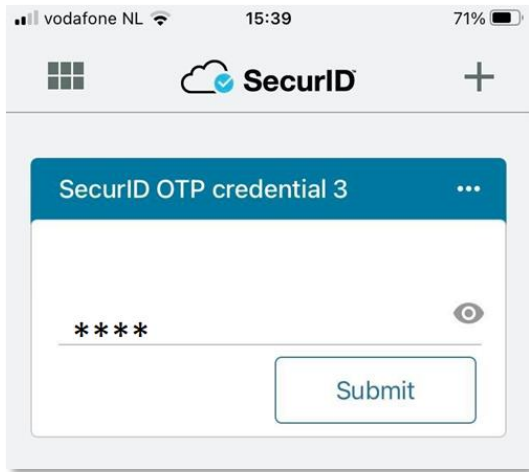 vodafone NL 15:39 71%
SecurID
SecurID OTP credential 3 ...
****
Submit